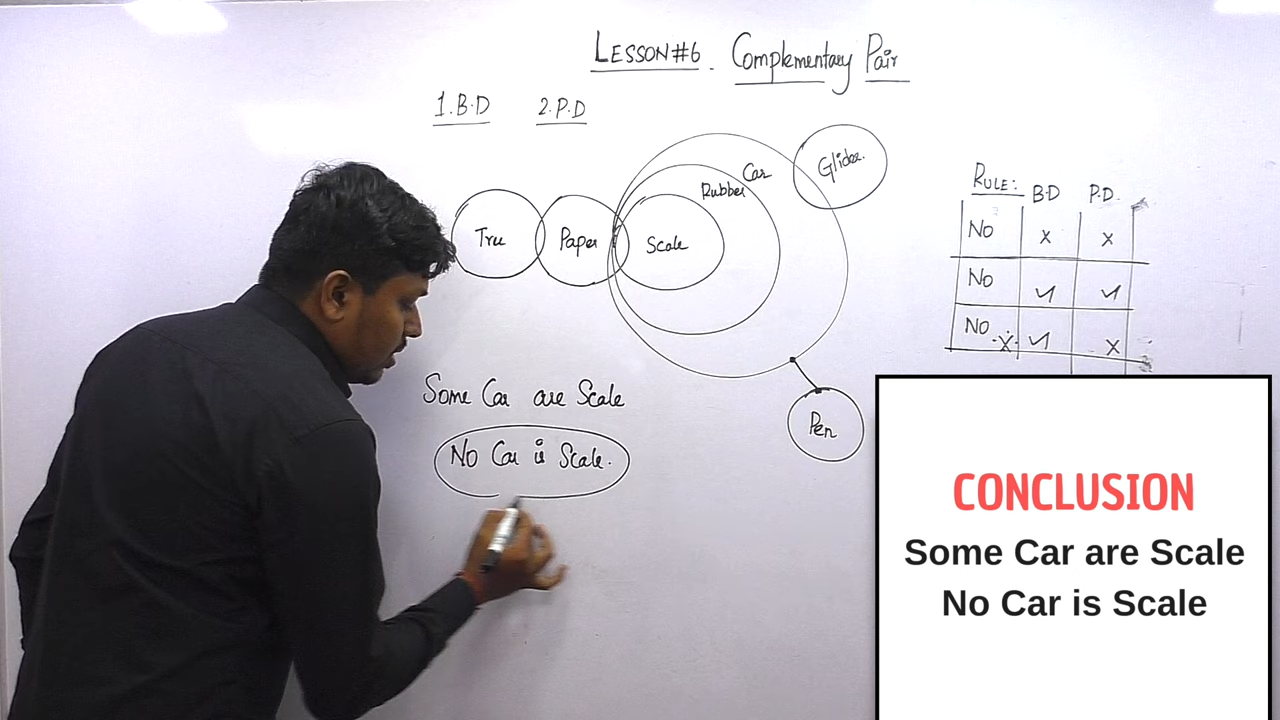 LESSON#6. Complementary Pair
1. B.D 2. P.D
Tree
Paper
Scale
Rubber
Car
Glider
Pen
RULE: B.D P.D.
No x x
No ✓ ✓
No x ✓ x
Some Car are Scale
No Car is Scale.
CONCLUSION
Some Car are Scale
No Car is Scale